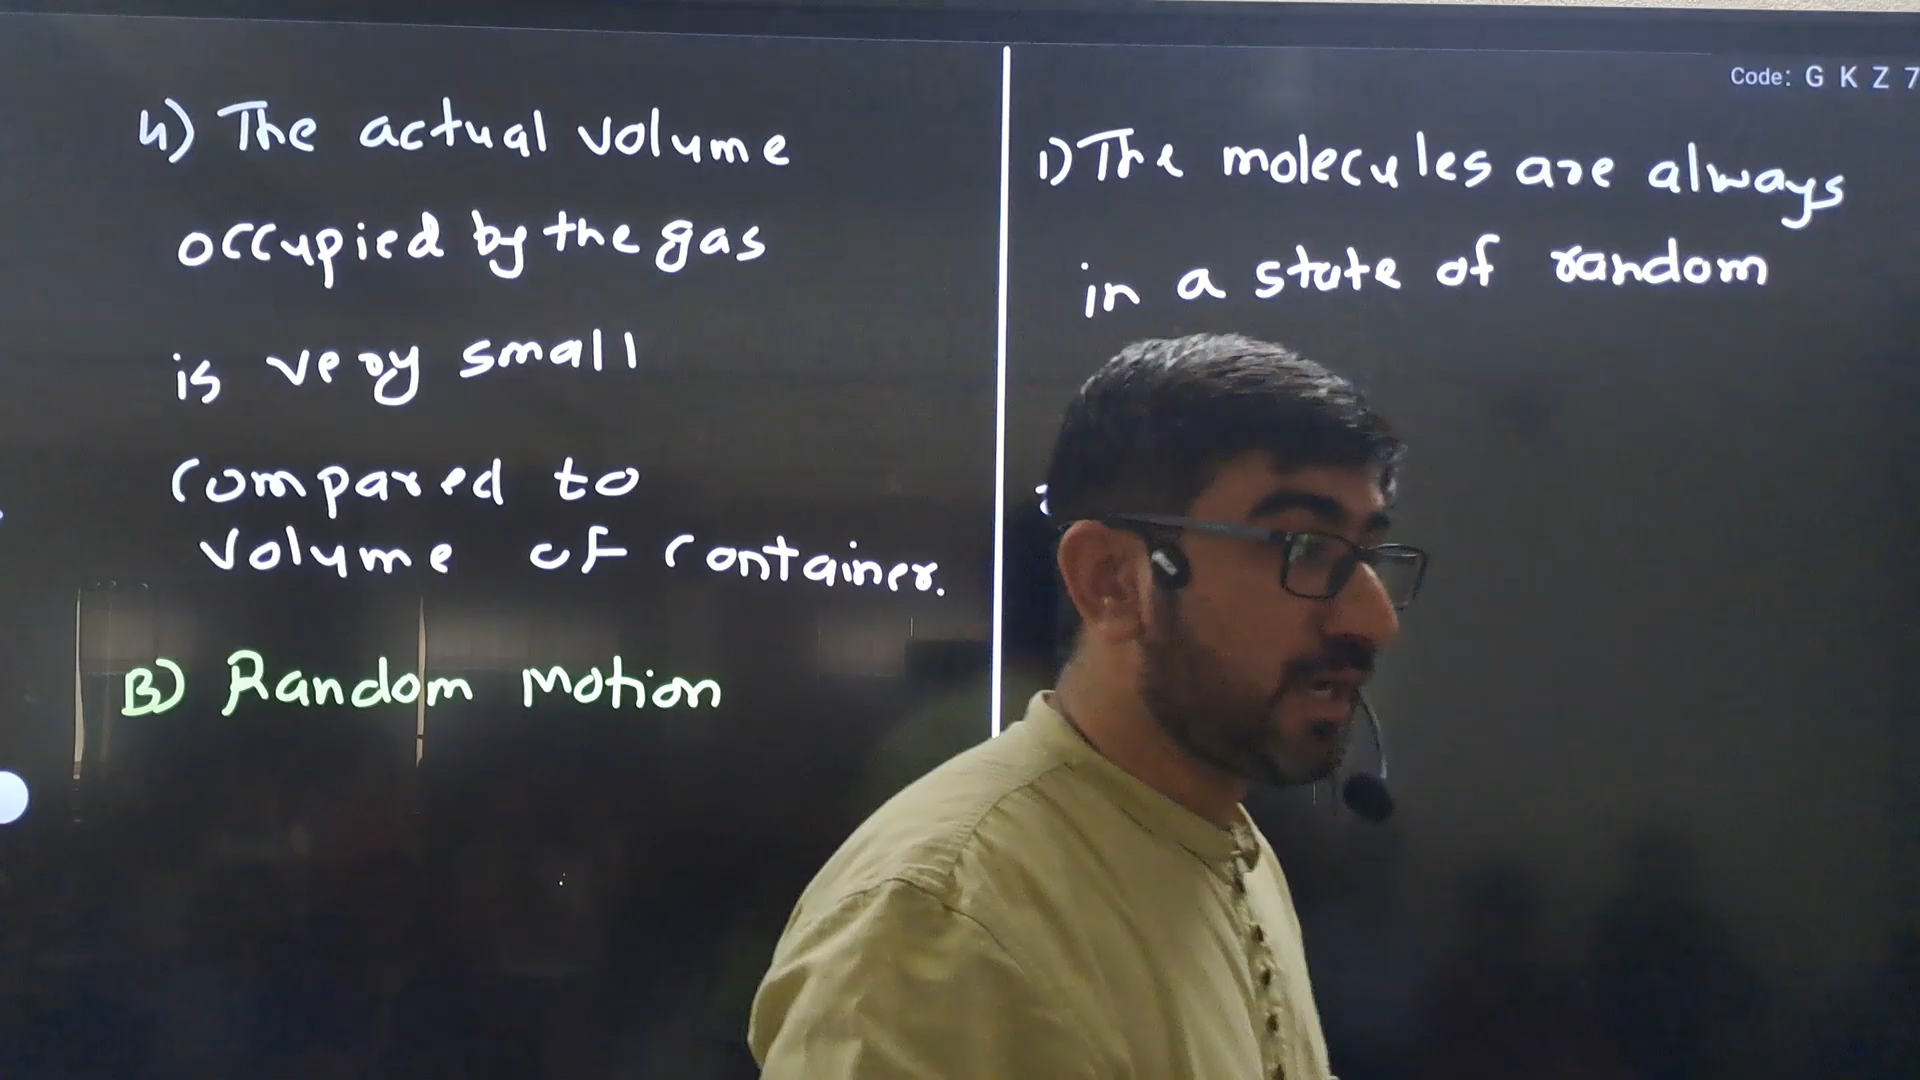 4) The actual volume
occupied by the gas
is very small
compared to
volume of container.
B) Random Motion
Code: G K Z 7
1) The molecules are always
in a state of random